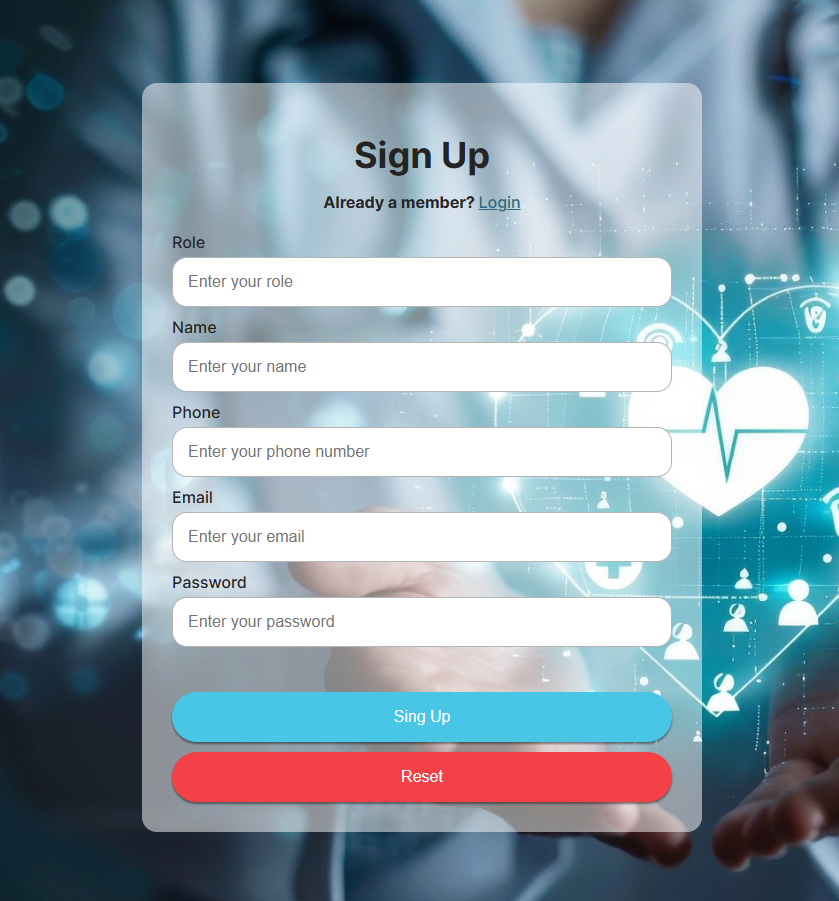 Sign Up
Already a member? Login
Role
Enter your role
Name
Enter your name
Phone
Enter your phone number
Email
Enter your email
Password
Enter your password
Sing Up
Reset